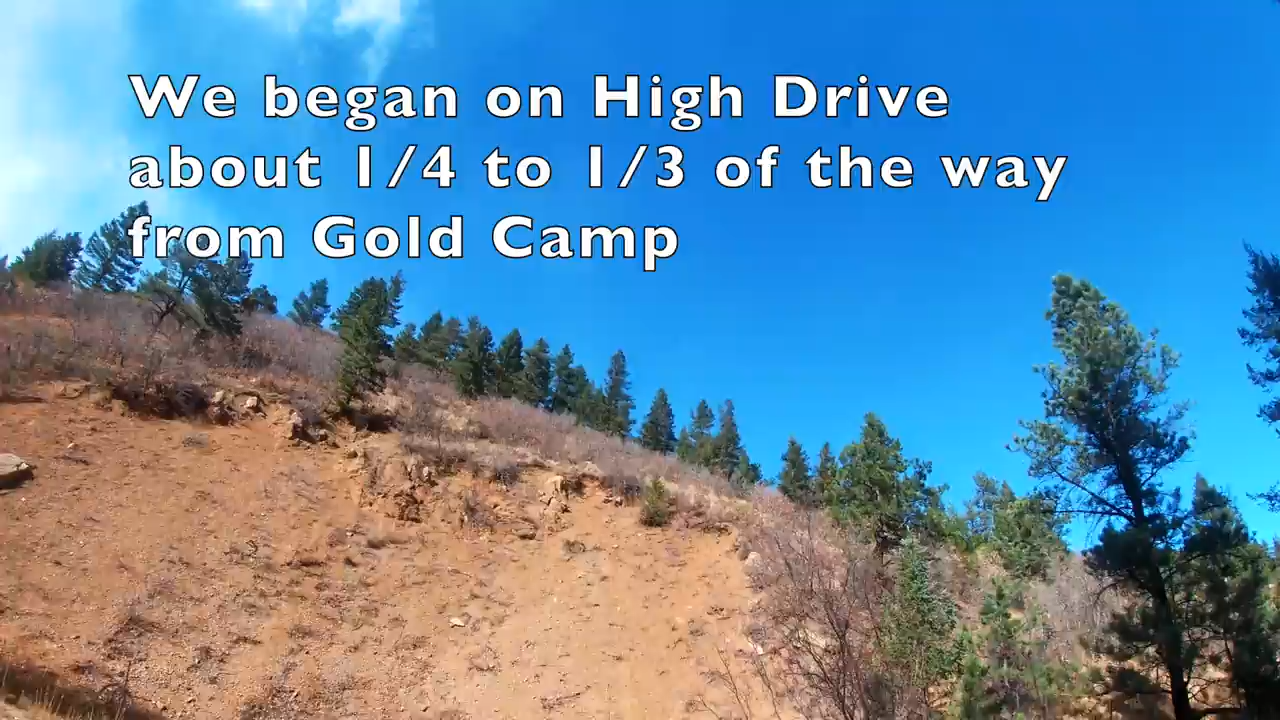 We began on High Drive
about 1/4 to 1/3 of the way
from Gold Camp